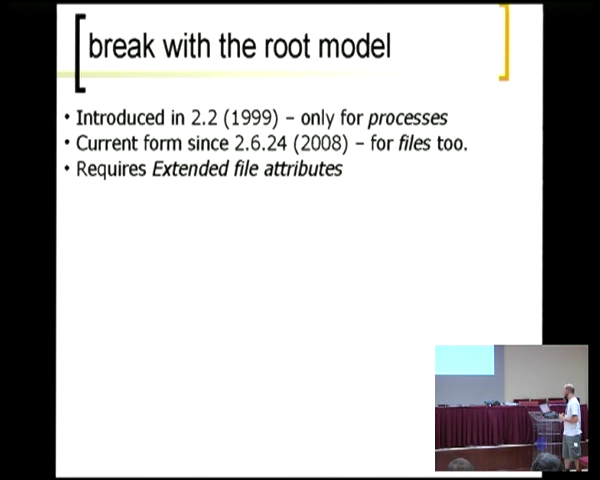 break with the root model
• Introduced in 2.2 (1999) – only for processes
• Current form since 2.6.24 (2008) – for files too.
• Requires Extended file attributes